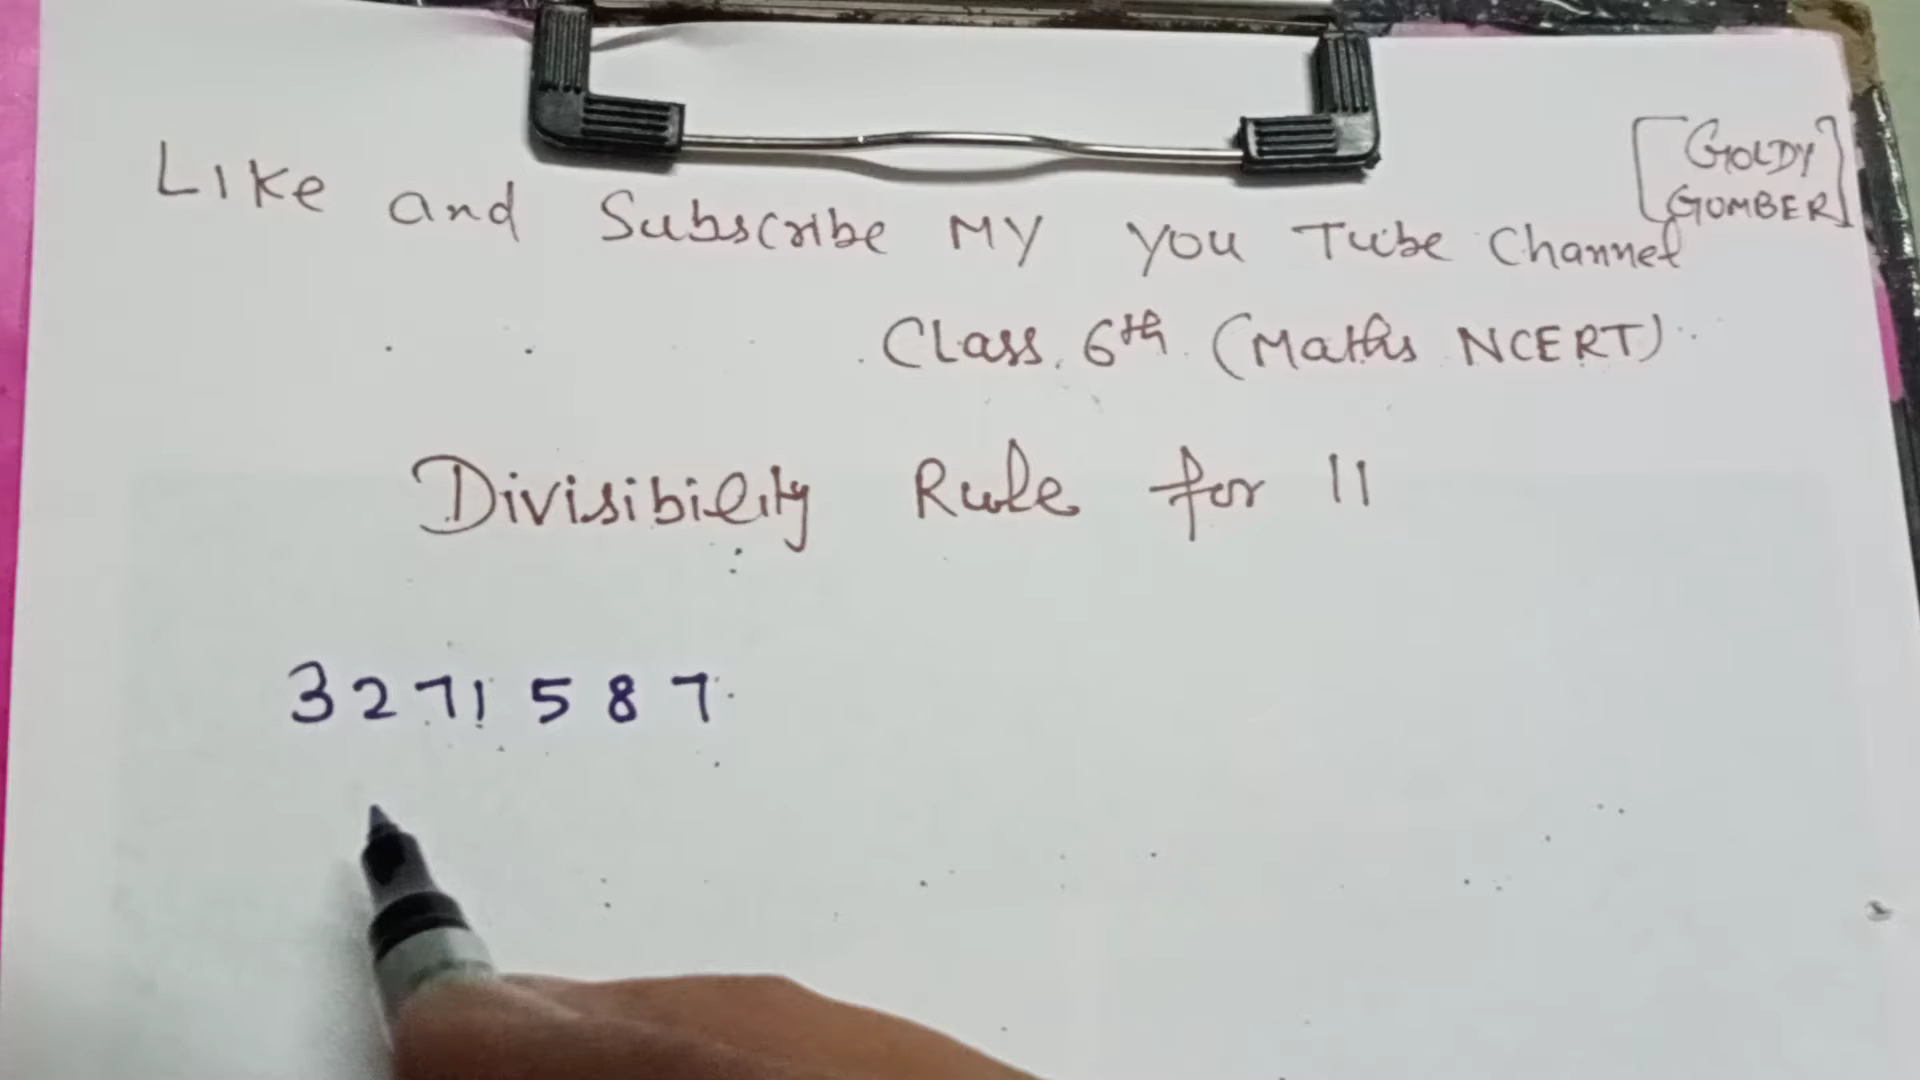 [GOLDY
GUMBER]
Like and Subscribe MY you Tube Channel
Class 6th (Maths NCERT)
Divisibility Rule for 11
3271587